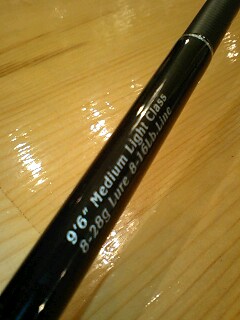 9'6" Medium Light Class
8-28g Lure 8-16Lb.Line